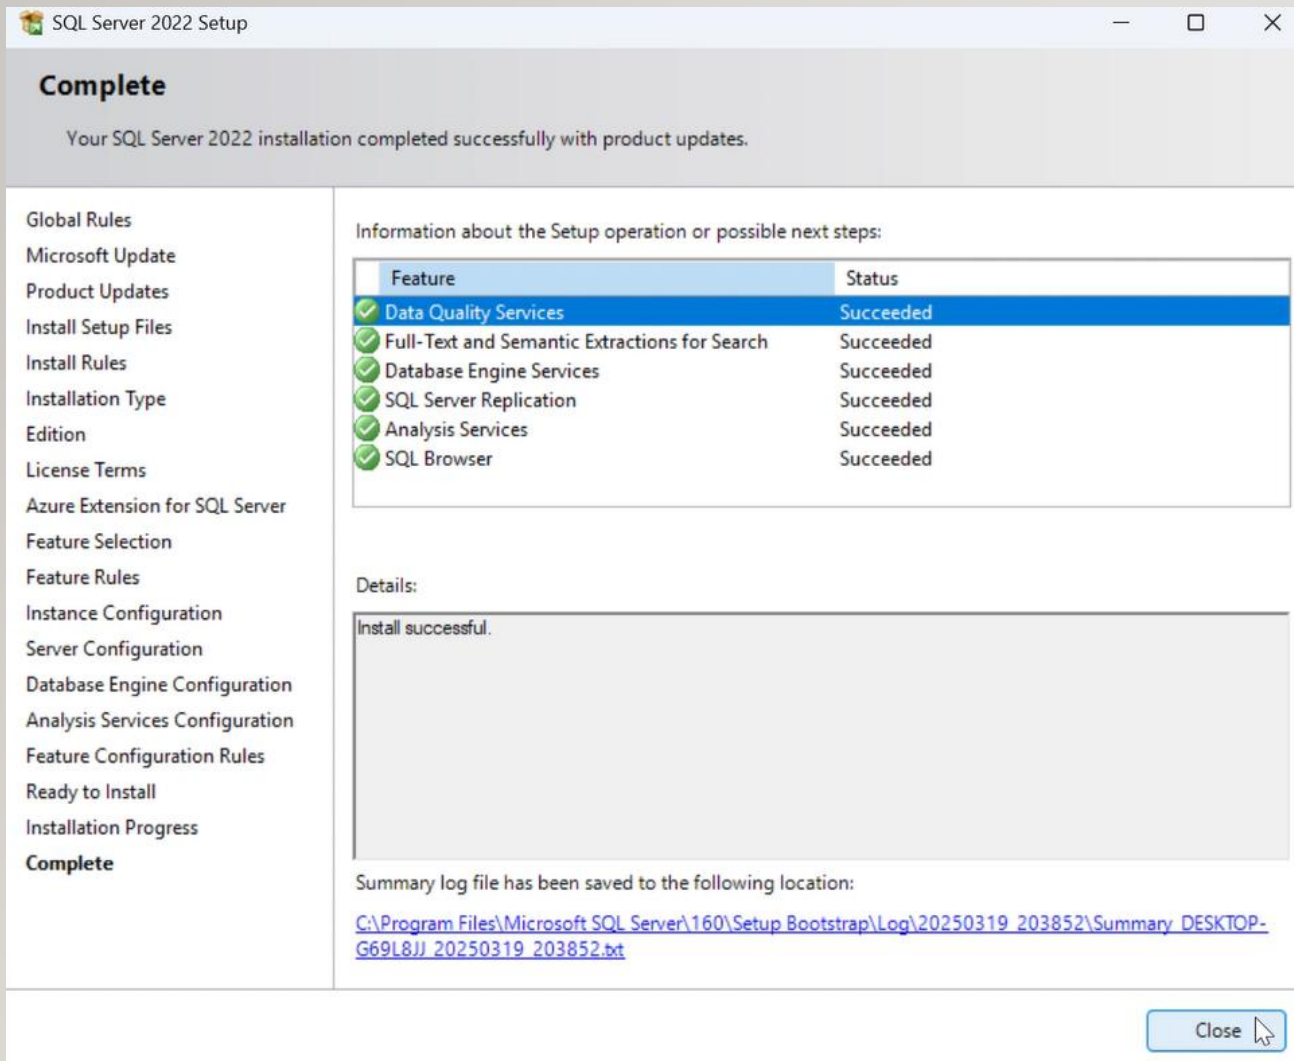 SQL Server 2022 Setup
Complete
Your SQL Server 2022 installation completed successfully with product updates.
Global Rules
Microsoft Update
Product Updates
Install Setup Files
Install Rules
Installation Type
Edition
License Terms
Azure Extension for SQL Server
Feature Selection
Feature Rules
Instance Configuration
Server Configuration
Database Engine Configuration
Analysis Services Configuration
Feature Configuration Rules
Ready to Install
Installation Progress
Complete
Information about the Setup operation or possible next steps:
Feature Status
Data Quality Services Succeeded
Full-Text and Semantic Extractions for Search Succeeded
Database Engine Services Succeeded
SQL Server Replication Succeeded
Analysis Services Succeeded
SQL Browser Succeeded
Details:
Install successful.
Summary log file has been saved to the following location:
C:\Program Files\Microsoft SQL Server\160\Setup Bootstrap\Log\20250319_203852\Summary_DESKTOP-
G69L8JJ_20250319_203852.txt
Close